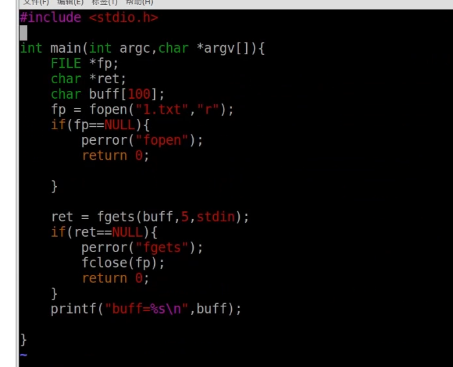 文件(F) 编辑(E) 标签(T) 帮助(H)
#include <stdio.h>
int main(int argc,char *argv[]){
FILE *fp;
char *ret;
char buff[100];
fp = fopen("1.txt","r");
if(fp==NULL){
perror("fopen");
return 0;
}
ret = fgets(buff,5,stdin);
if(ret==NULL){
perror("fgets");
fclose(fp);
return 0;
}
printf("buff=%s\n",buff);
}
~